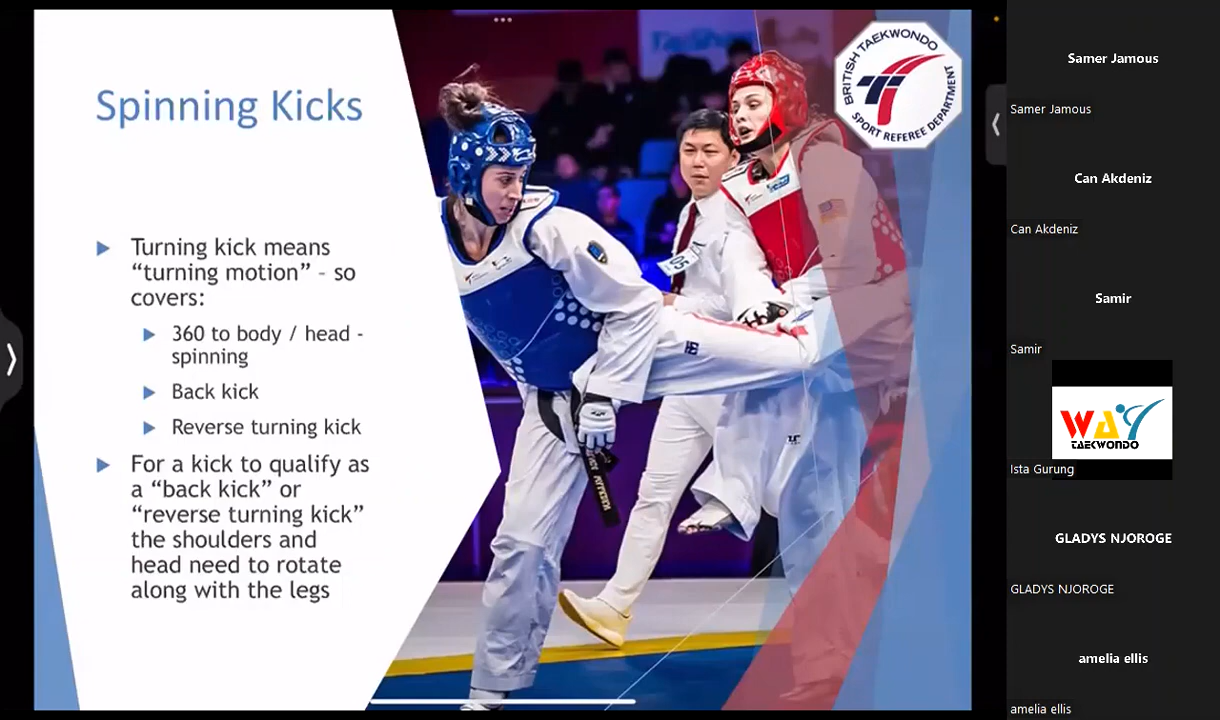 Spinning Kicks
Turning kick means
“turning motion” - so
covers:
360 to body / head -
spinning
Back kick
Reverse turning kick
For a kick to qualify as
a “back kick” or
“reverse turning kick”
the shoulders and
head need to rotate
along with the legs
BRITISH TAEKWONDO
SPORT REFEREE DEPARTMENT
05
Samer Jamous
Samer Jamous
Can Akdeniz
Can Akdeniz
Samir
Samir
WAY
TAEKWONDO
Ista Gurung
GLADYS NJOROGE
GLADYS NJOROGE
amelia ellis
amelia ellis